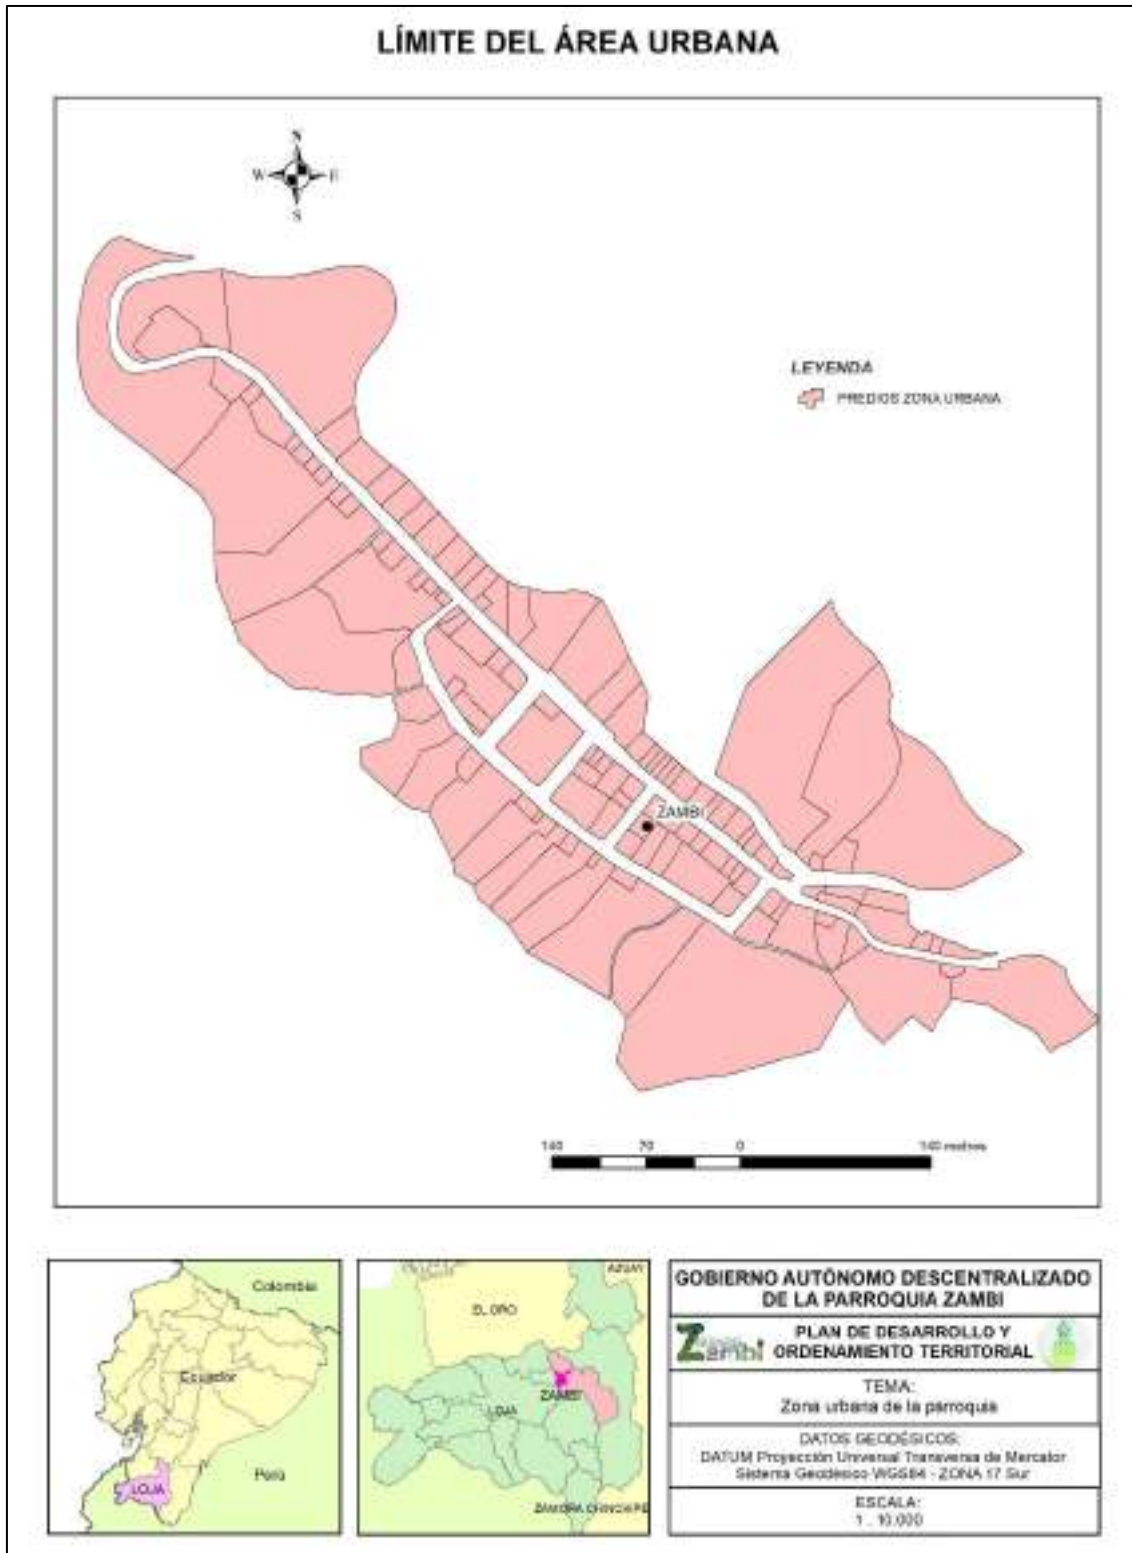 LÍMITE DEL ÁREA URBANA
N
W E
S
LEYENDA
PREDIOS ZONA URBANA
ZAMBI
140 70 0 140 metros
Colombia
Ecuador
Perú
LOJA
AZUAY
EL ORO
ZAMBI
LOJA
ZAMORA CHINCHIPE
GOBIERNO AUTÓNOMO DESCENTRALIZADO
DE LA PARROQUIA ZAMBI
Zambi
PLAN DE DESARROLLO Y
ORDENAMIENTO TERRITORIAL
TEMA:
Zona urbana de la parroquia
DATOS GEODÉSICOS:
DATUM Proyección Universal Transversa de Mercator
Sistema Geodésico WGS84 - ZONA 17 Sur
ESCALA:
1 : 10.000